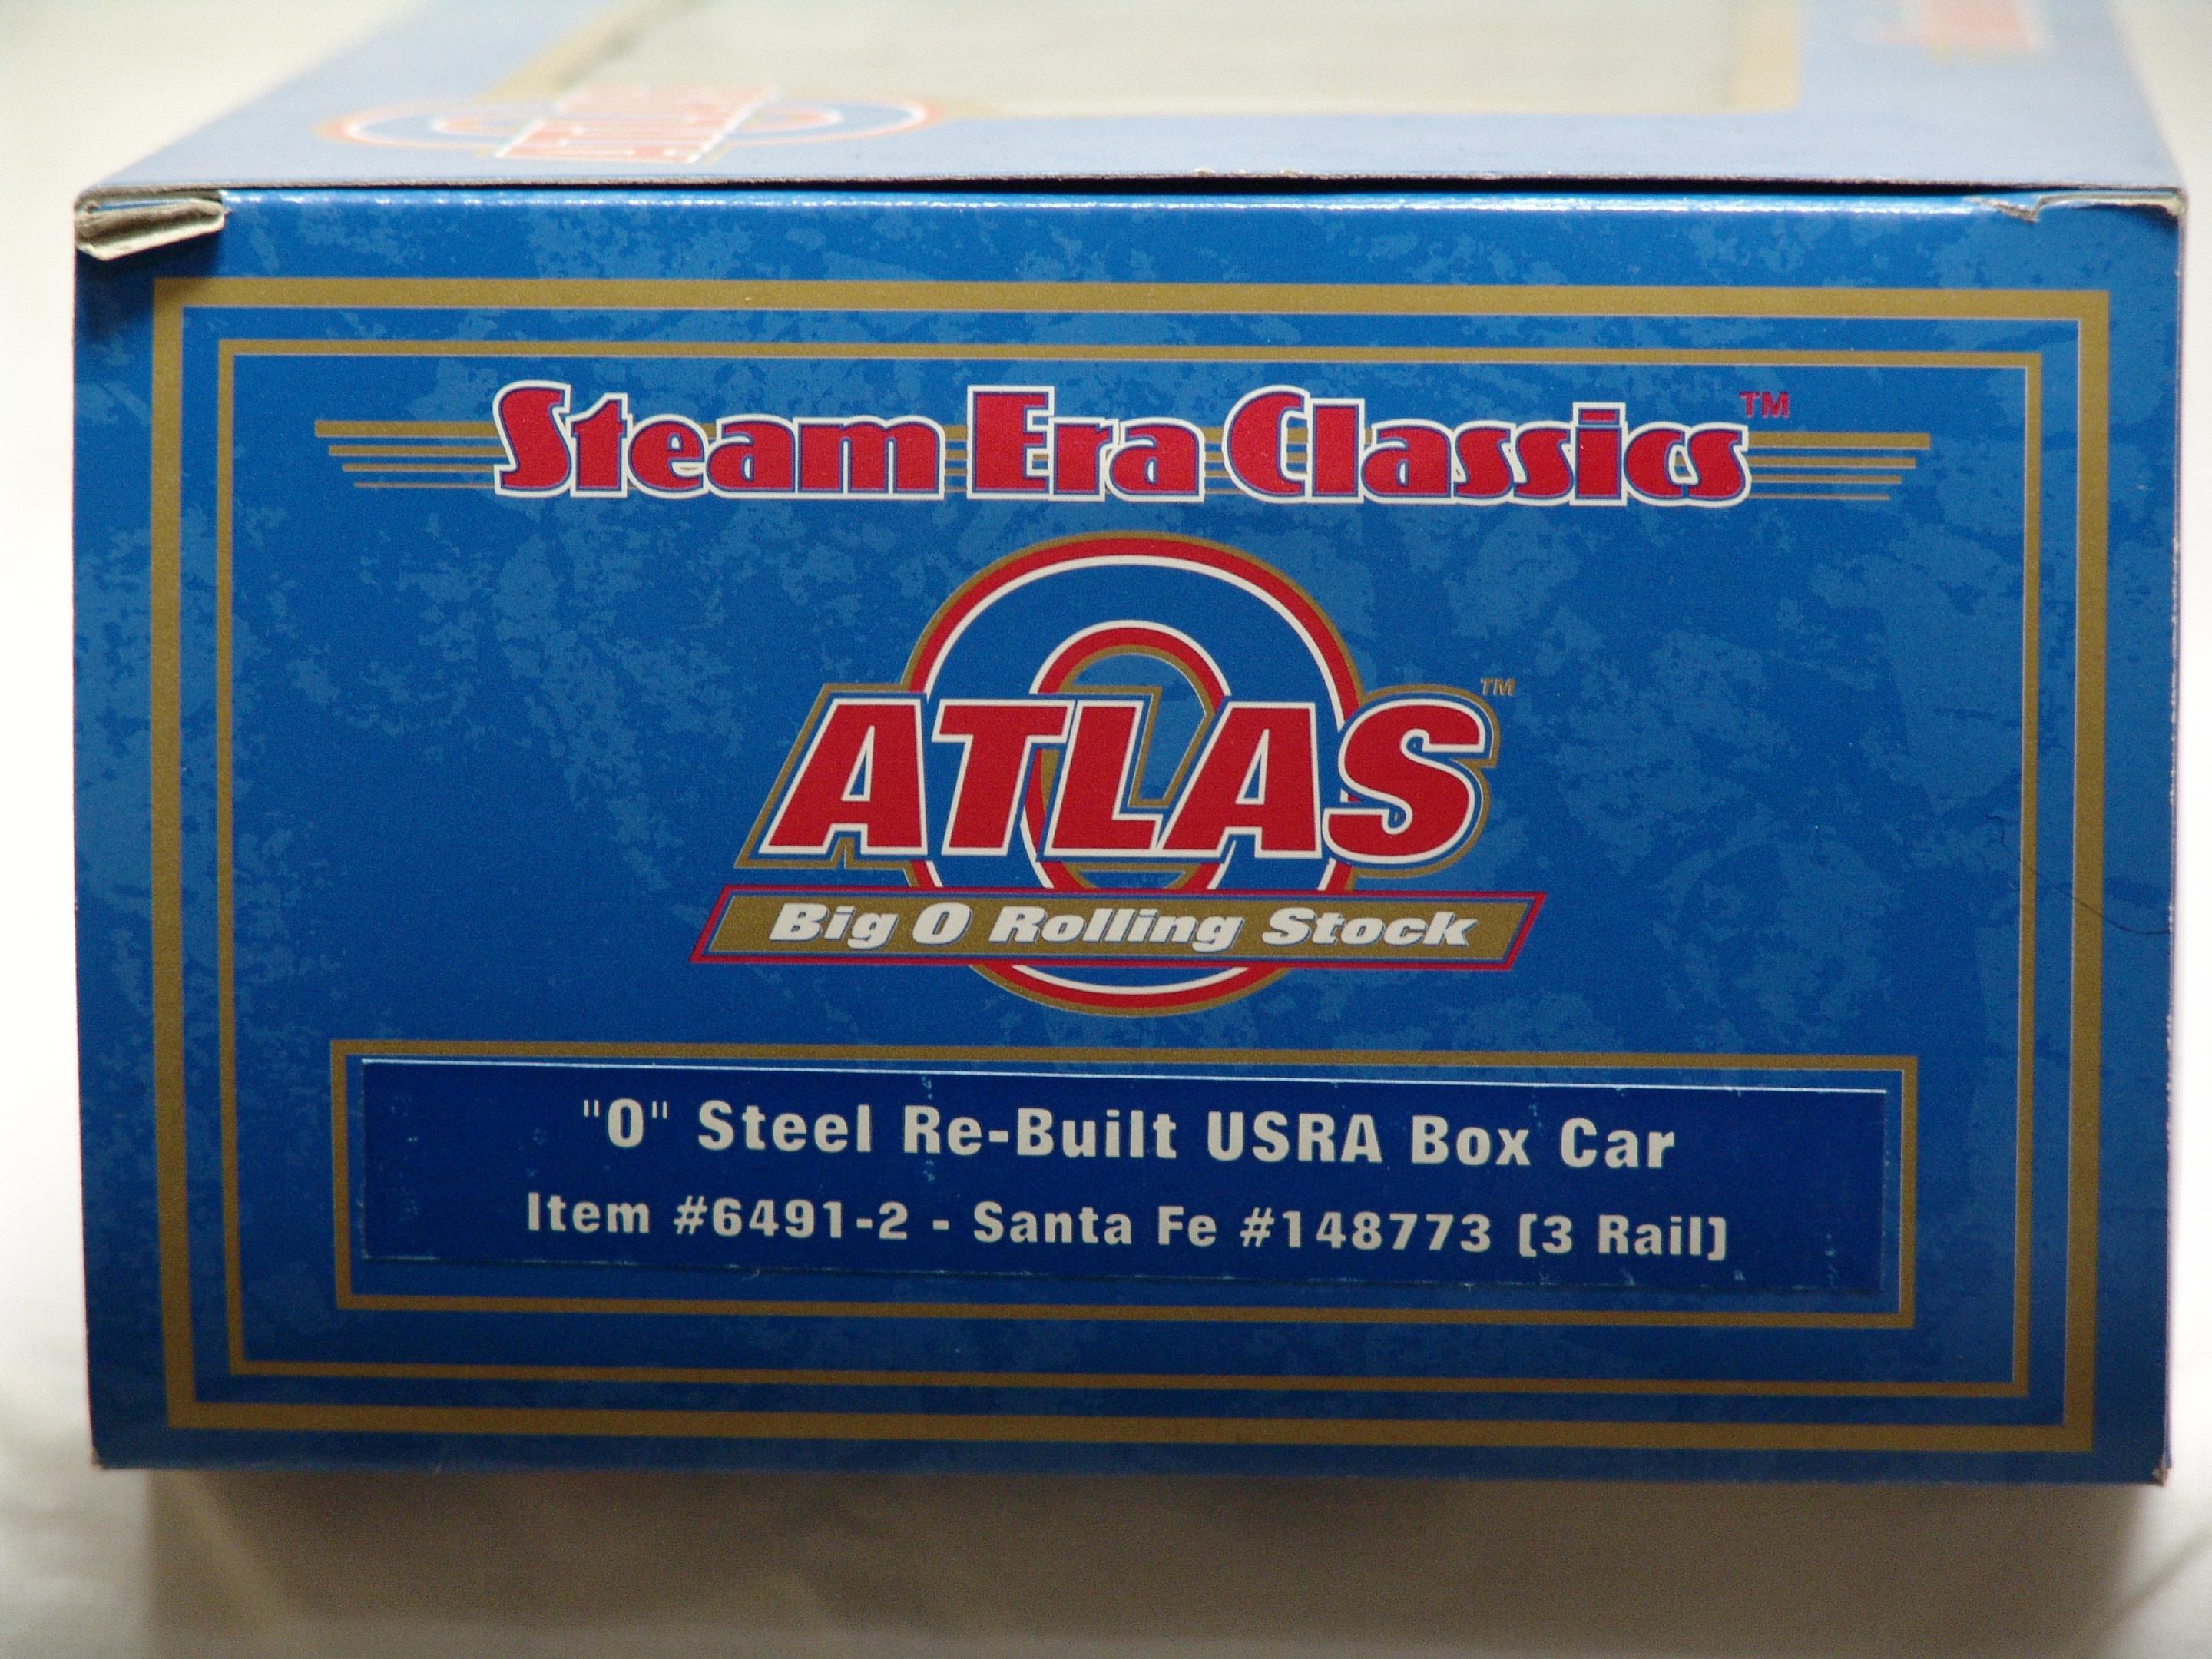 Steam Era Classics™
ATLAS™
Big O Rolling Stock
"O" Steel Re-Built USRA Box Car
Item #6491-2 - Santa Fe #148773 (3 Rail)